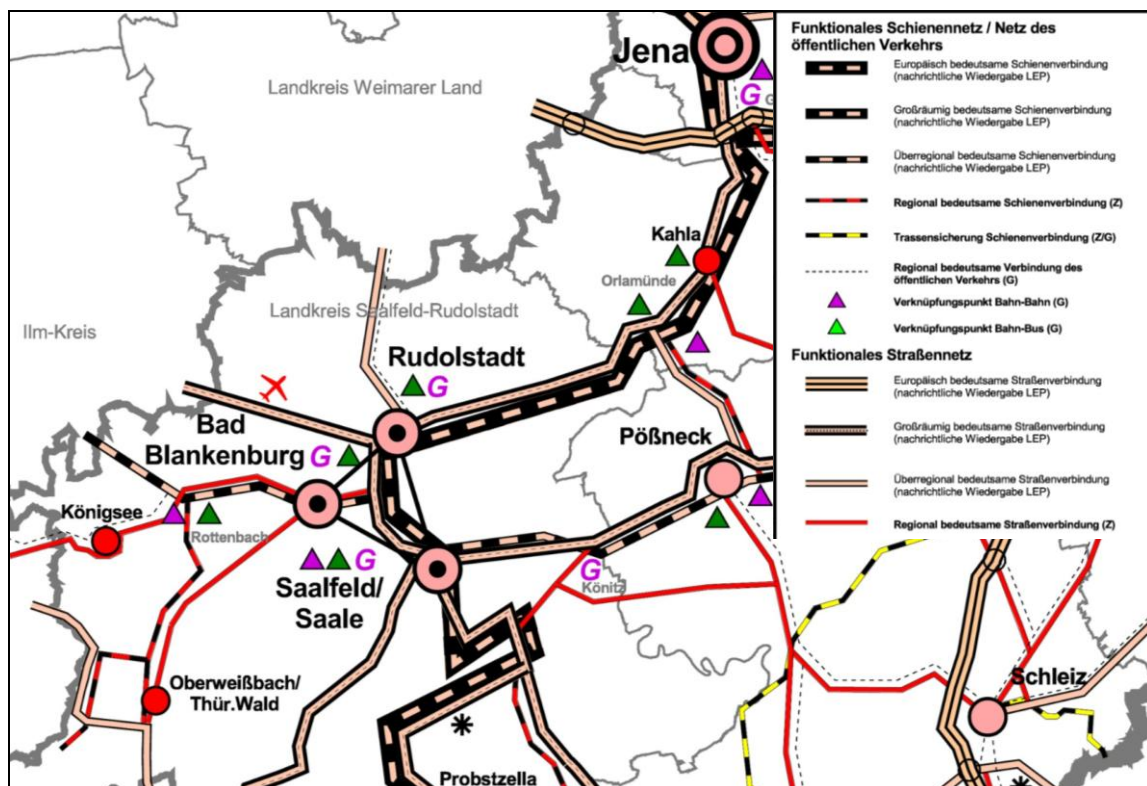 Jena
G
G
Landkreis Weimarer Land
Kahla
Orlamünde
Landkreis Saalfeld-Rudolstadt
Ilm-Kreis
Rudolstadt
G
Bad
Blankenburg
G
Pößneck
Königsee
Rottenbach
G
Saalfeld/
Saale
G
Könitz
Oberweißbach/
Thür.Wald
Schleiz
Probstzella
Funktionales Schienennetz / Netz des
öffentlichen Verkehrs
Europäisch bedeutsame Schienenverbindung
(nachrichtliche Wiedergabe LEP)
Großräumig bedeutsame Schienenverbindung
(nachrichtliche Wiedergabe LEP)
Überregional bedeutsame Schienenverbindung
(nachrichtliche Wiedergabe LEP)
Regional bedeutsame Schienenverbindung (Z)
Trassensicherung Schienenverbindung (Z/G)
Regional bedeutsame Verbindung des
öffentlichen Verkehrs (G)
Verknüpfungspunkt Bahn-Bahn (G)
Verknüpfungspunkt Bahn-Bus (G)
Funktionales Straßennetz
Europäisch bedeutsame Straßenverbindung
(nachrichtliche Wiedergabe LEP)
Großräumig bedeutsame Straßenverbindung
(nachrichtliche Wiedergabe LEP)
Überregional bedeutsame Straßenverbindung
(nachrichtliche Wiedergabe LEP)
Regional bedeutsame Straßenverbindung (Z)